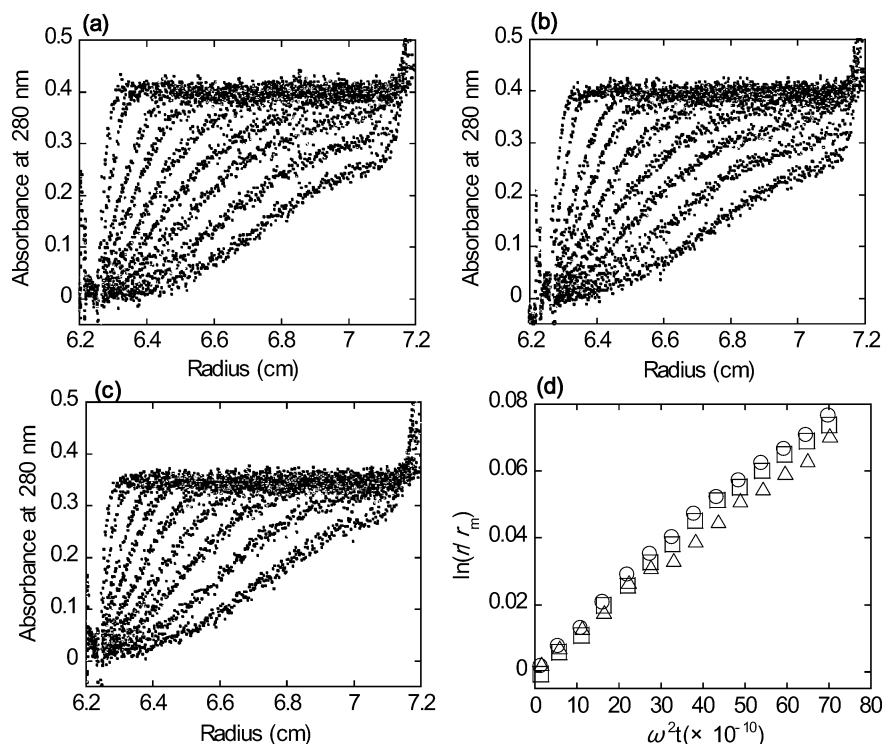 (a)
0.5
0.4
0.3
0.2
0.1
0
Absorbance at 280 nm
6.2 6.4 6.6 6.8 7 7.2
Radius (cm)
(b)
0.5
0.4
0.3
0.2
0.1
0
Absorbance at 280 nm
6.2 6.4 6.6 6.8 7 7.2
Radius (cm)
(c)
0.5
0.4
0.3
0.2
0.1
0
Absorbance at 280 nm
6.2 6.4 6.6 6.8 7 7.2
Radius (cm)
(d)
0.08
0.06
0.04
0.02
0
ln(r/ rm)
0 10 20 30 40 50 60 70 80
ω²t(× 10⁻¹⁰)